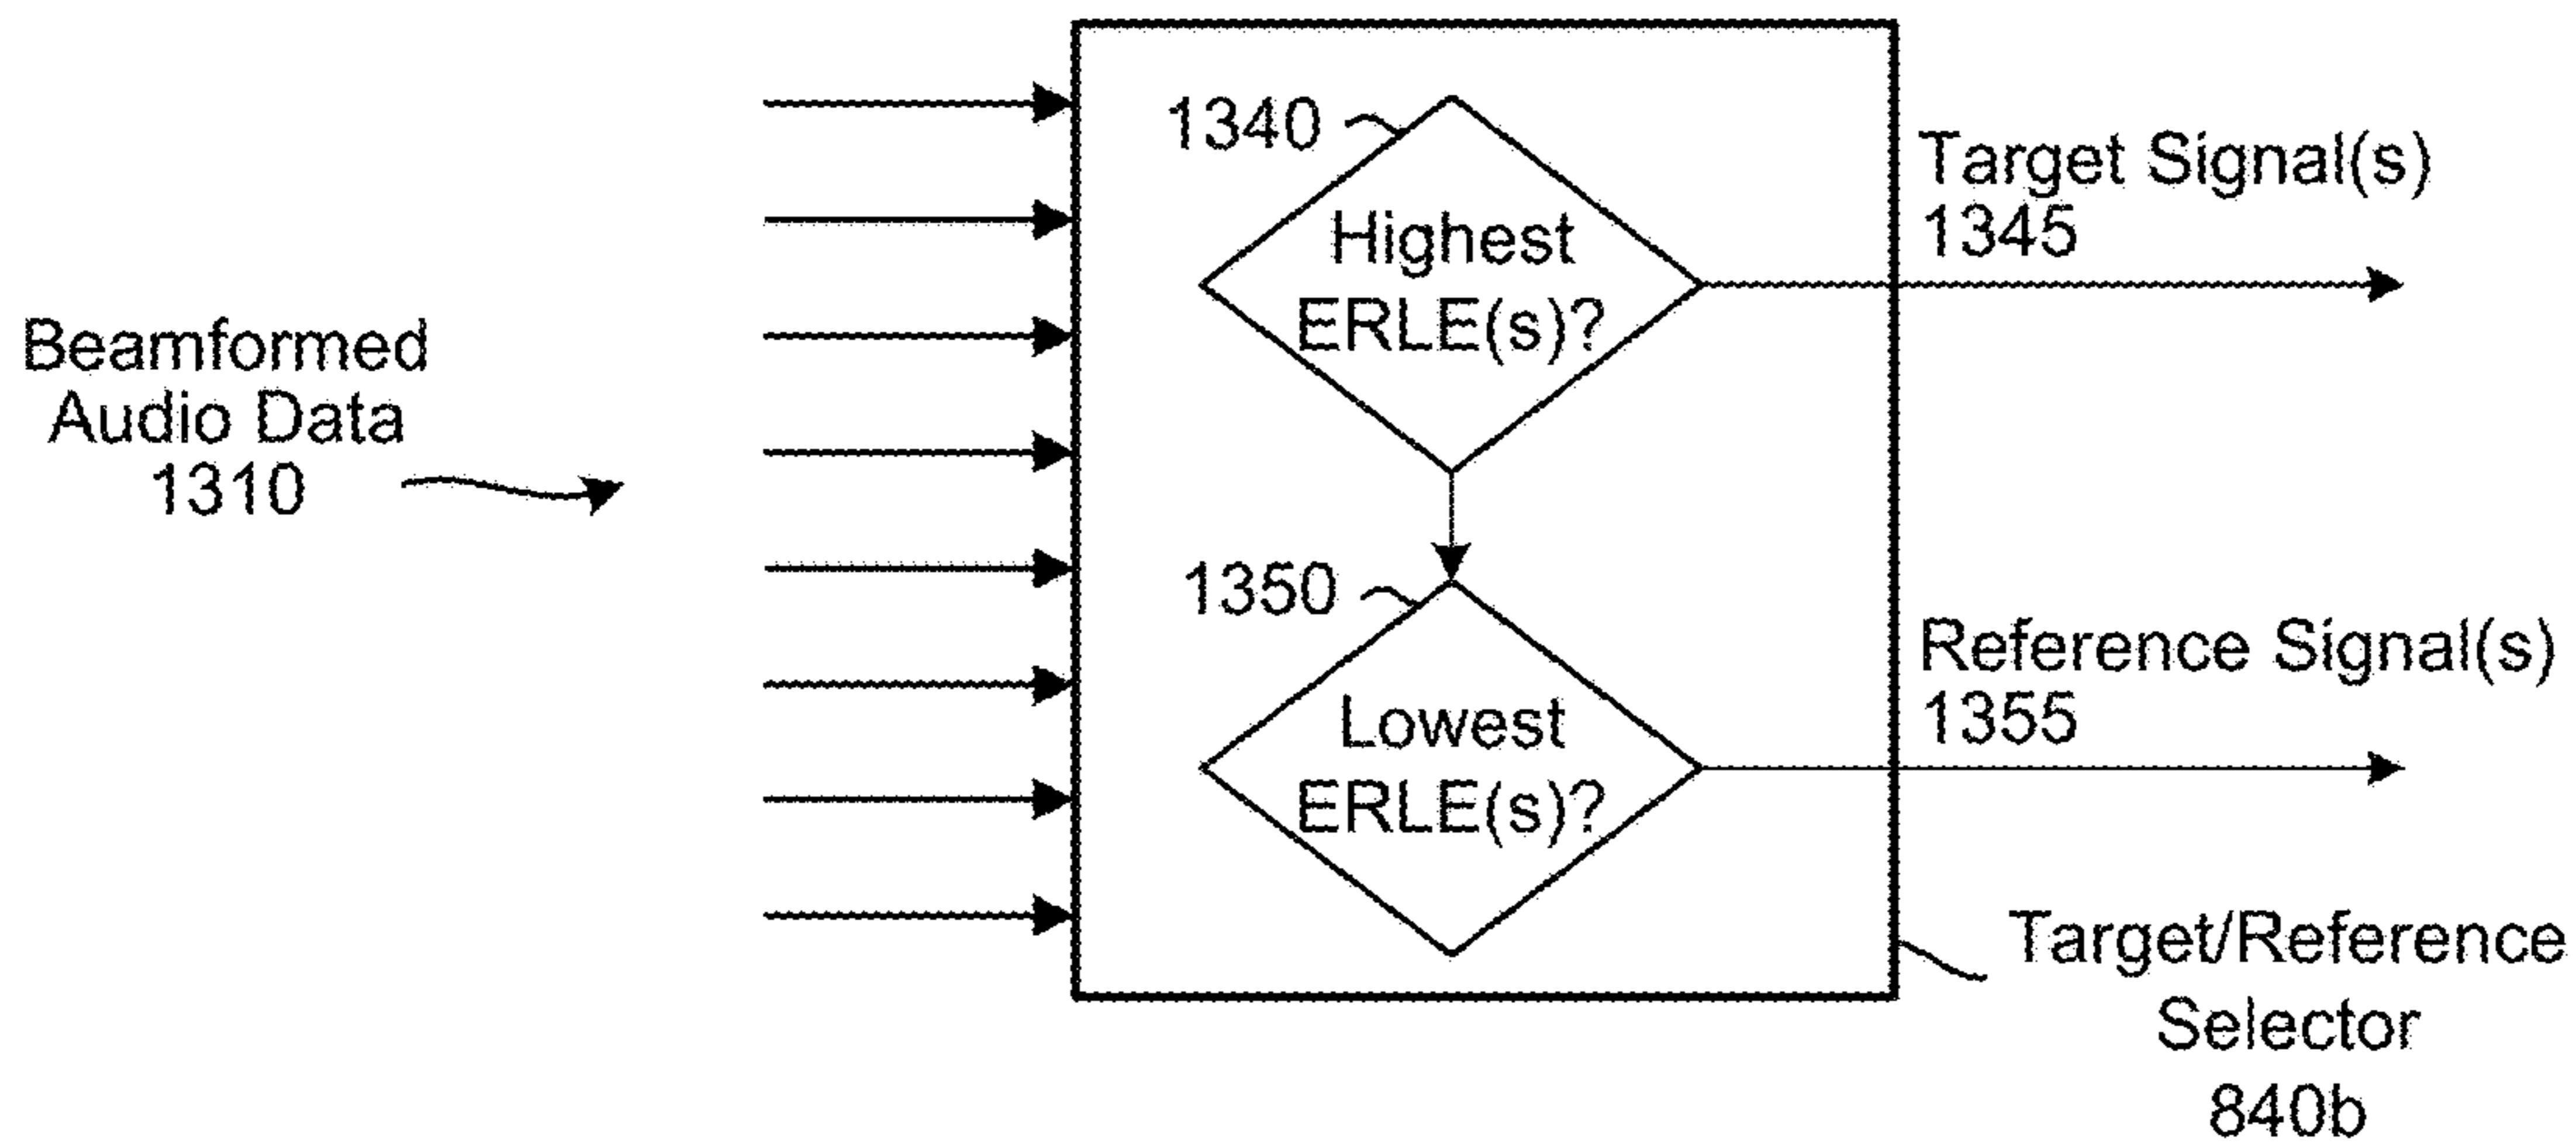 Beamformed
Audio Data
1310
1340
Highest
ERLE(s)?
1350
Lowest
ERLE(s)?
Target Signal(s)
1345
Reference Signal(s)
1355
Target/Reference
Selector
840b